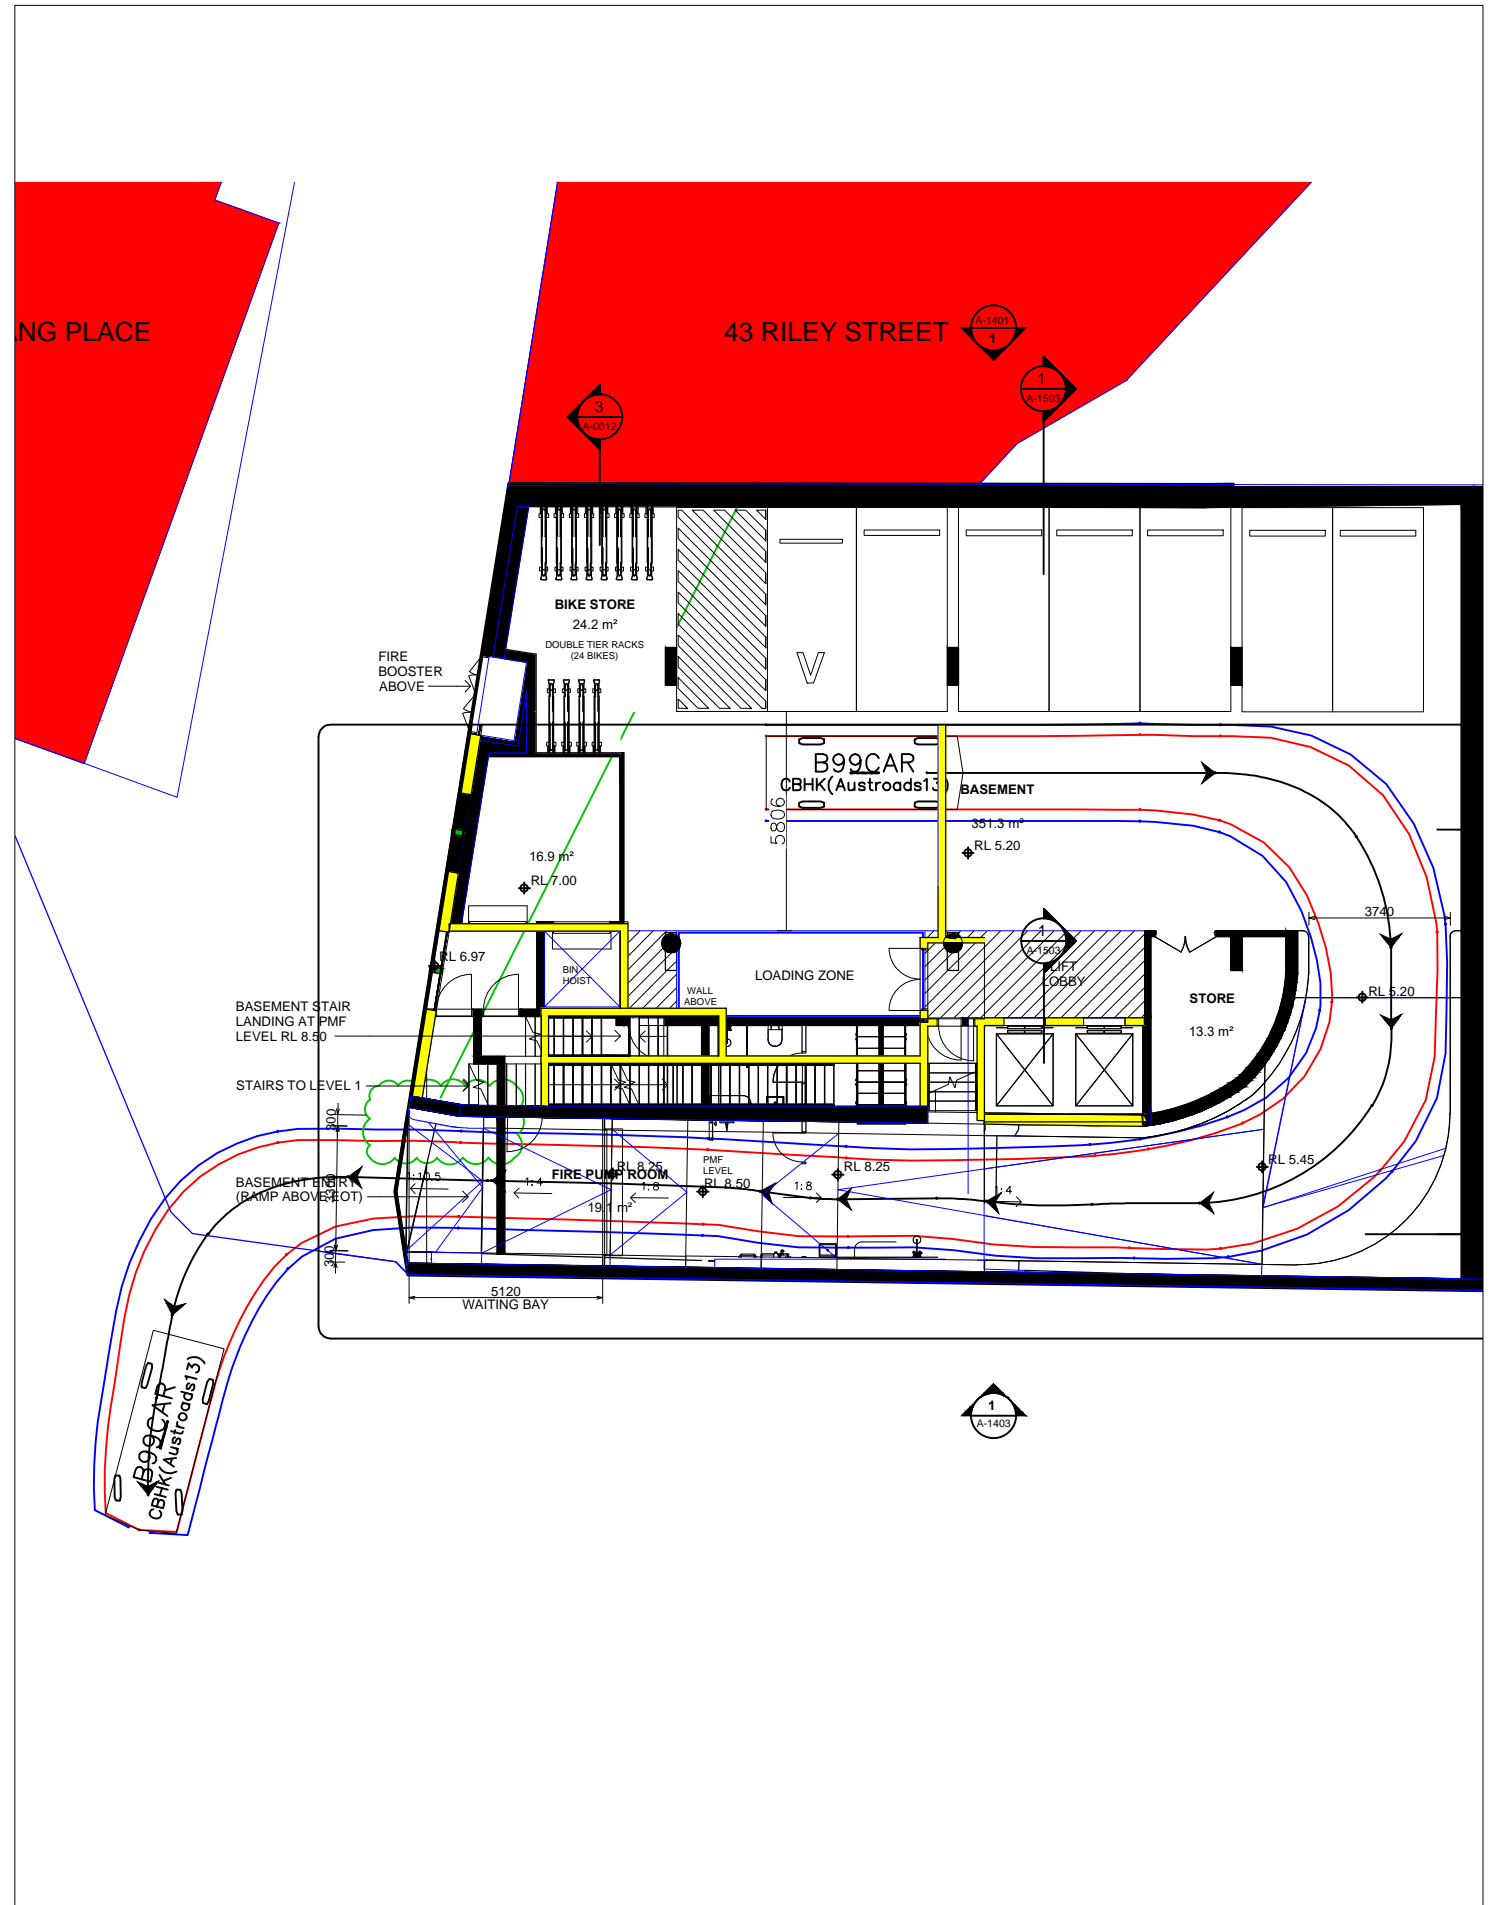 ANG PLACE
43 RILEY STREET
A-1401
1
1
A-1503
3
A-0012
BIKE STORE
24.2 m²
DOUBLE TIER RACKS
(24 BIKES)
FIRE
BOOSTER
ABOVE
V
B99CAR
CBHK(Austroads13)
BASEMENT
351.3 m²
RL 5.20
5806
16.9 m²
RL 7.00
3740
RL 6.97
BIN
HOIST
LOADING ZONE
WALL
ABOVE
1
A-1503
LIFT
LOBBY
STORE
13.3 m²
RL 5.20
BASEMENT STAIR
LANDING AT PMF
LEVEL RL 8.50
STAIRS TO LEVEL 1
300
BASEMENT ENTRY
(RAMP ABOVE EOT)
1:10.5
1:4
FIRE PUMP ROOM
RL 8.25
1:8
19.1 m²
PMF
LEVEL
RL 8.50
1:8
RL 8.25
1:4
RL 5.45
300
5120
WAITING BAY
B99CAR
CBHK(Austroads13)
1
A-1403